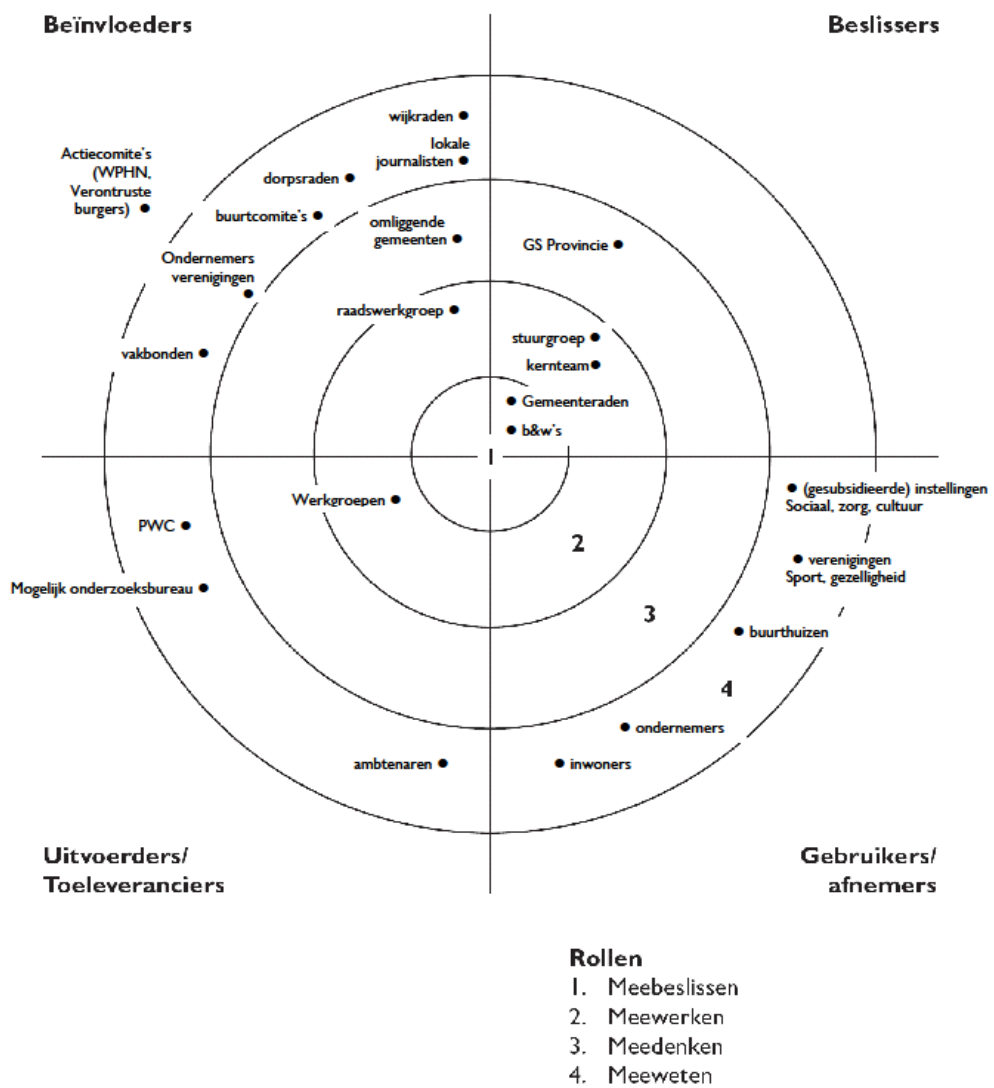 Beïnvloeders
Beslissers
wijkraden
lokale
journalisten
Actiecomite's
(WPHN,
Verontruste
burgers)
dorpsraden
buurtcomite's
omliggende
gemeenten
GS Provincie
Ondernemers
verenigingen
raadswerkgroep
stuurgroep
vakbonden
kernteam
Gemeenteraden
b&w's
1
(gesubsidieerde) instellingen
Sociaal, zorg, cultuur
Werkgroepen
PWC
2
verenigingen
Sport, gezelligheid
Mogelijk onderzoeksbureau
3
buurthuizen
4
ondernemers
ambtenaren
inwoners
Uitvoerders/
Toeleveranciers
Gebruikers/
afnemers
Rollen
1. Meebeslissen
2. Meewerken
3. Meedenken
4. Meeweten